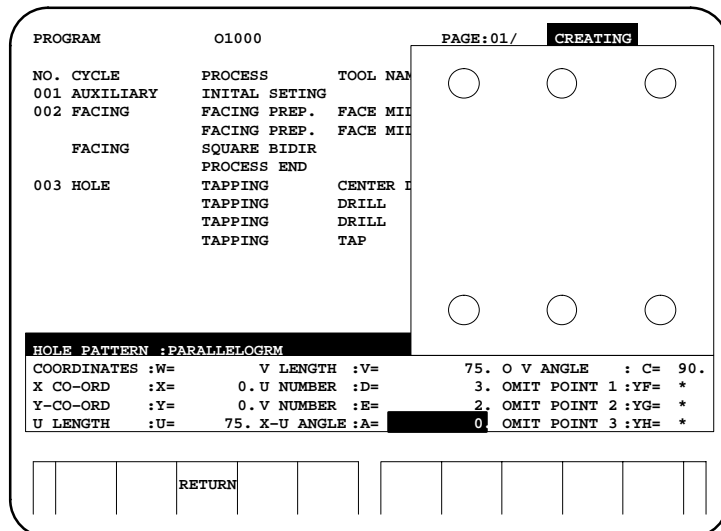 PROGRAM O1000 PAGE:01/ CREATING
NO. CYCLE PROCESS TOOL NAM
001 AUXILIARY INITAL SETING
002 FACING FACING PREP. FACE MIL
FACING PREP. FACE MIL
FACING SQUARE BIDIR
PROCESS END
003 HOLE TAPPING CENTER D
TAPPING DRILL
TAPPING DRILL
TAPPING TAP
HOLE PATTERN :PARALLELOGRM
COORDINATES :W= V LENGTH :V= 75. O V ANGLE : C= 90.
X CO-ORD :X= 0. U NUMBER :D= 3. OMIT POINT 1 :YF= *
Y-CO-ORD :Y= 0. V NUMBER :E= 2. OMIT POINT 2 :YG= *
U LENGTH :U= 75. X-U ANGLE :A= 0. OMIT POINT 3 :YH= *
RETURN